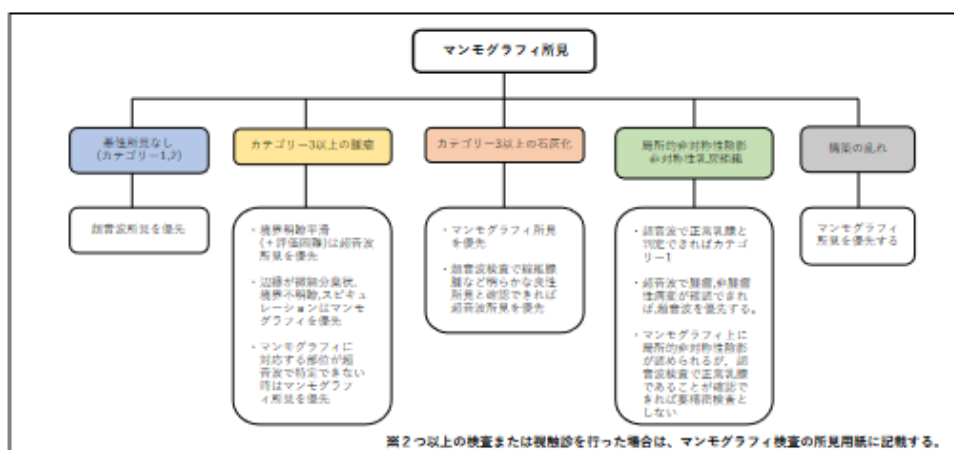 マンモグラフィ所見
悪性所見なし
(カテゴリー1,2)
カテゴリー3以上の腫瘤
カテゴリー3以上の石灰化
局所的非対称性陰影
非対称性乳房組織
構築の乱れ
超音波所見を優先
・境界明瞭平滑
(+評価困難)は超音波
所見を優先
・辺縁が微細分葉状,
境界不明瞭,スピキュ
レーションはマンモ
グラフィを優先
・マンモグラフィに
対応する部位が超
音波で特定できない
時はマンモグラフ
ィ所見を優先
・マンモグラフィ所見
を優先
・超音波検査で線維腺
腫など明らかな良性
所見と確認できれば
超音波所見を優先
・超音波で正常乳腺と
判定できればカテゴ
リー1
・超音波で腫瘤,非腫瘤
性病変が確認できれ
ば,超音波を優先する。
・マンモグラフィ上に
局所的非対称性陰影
が認められるが、超
音波検査で正常乳腺
であることが確認で
きれば要精密検査と
しない
マンモグラフィ
所見を優先する
※２つ以上の検査または視触診を行った場合は、マンモグラフィ検査の所見用紙に記載する。